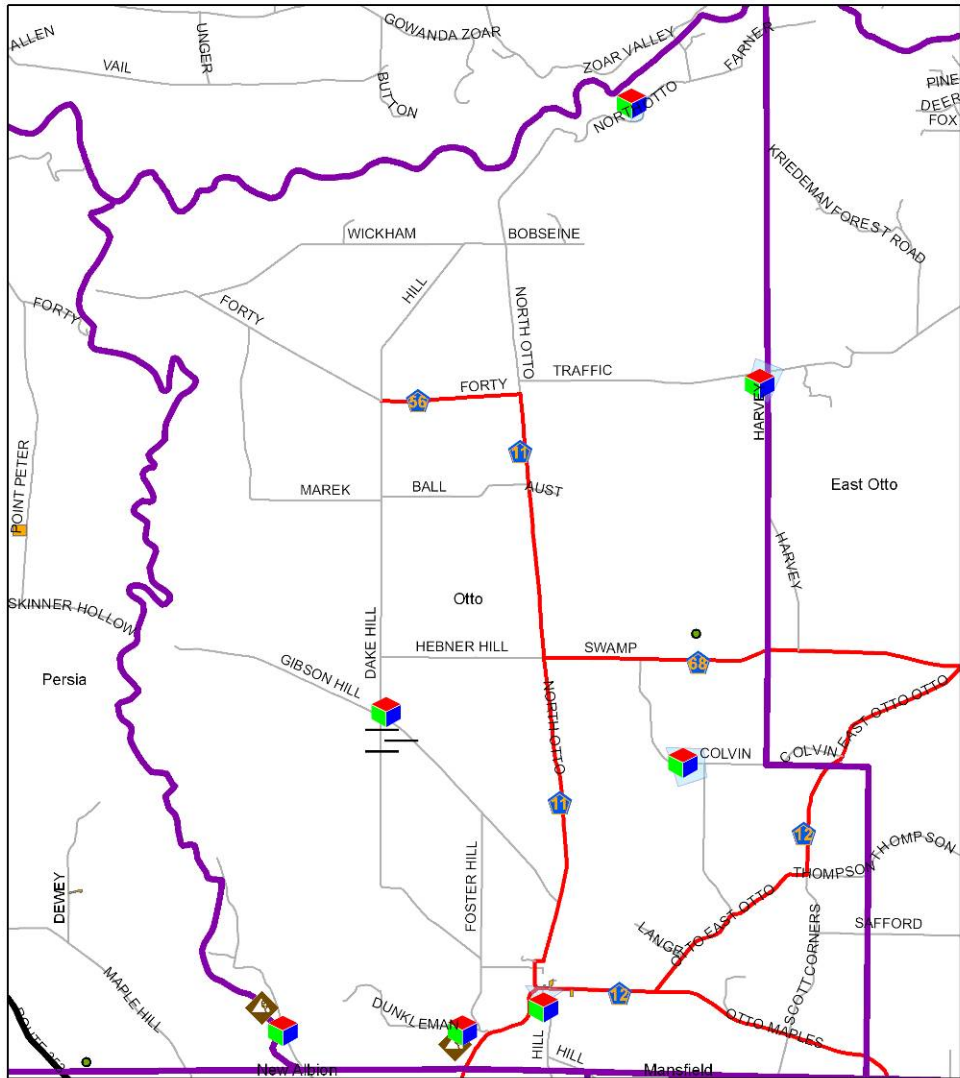 ALLEN
UNGER
GOWANDA ZOAR
VAIL
BUTTON
ZOAR VALLEY
FARNER
NORTH OTTO
PINE
DEER
FOX
KRIEDEMAN FOREST ROAD
WICKHAM
BOBSEINE
HILL
FORTY
FORTY
NORTH OTTO
TRAFFIC
FORTY
56
HARVEY
11
POINT PETER
MAREK
BALL
AUST
East Otto
HARVEY
SKINNER HOLLOW
Otto
DAKE HILL
HEBNER HILL
SWAMP
68
GIBSON HILL
Persia
NORTH OTTO
EAST OTTO OTTO
COLVIN
COLVIN
11
12
THOMPSON
THOMPSON
FOSTER HILL
DEWEY
OTTO EAST OTTO
LANGE
SCOTT CORNERS
SAFFORD
MAPLE HILL
12
DUNKLEMAN
OTTO MAPLES
HILL
HILL
New Albion
Mansfield